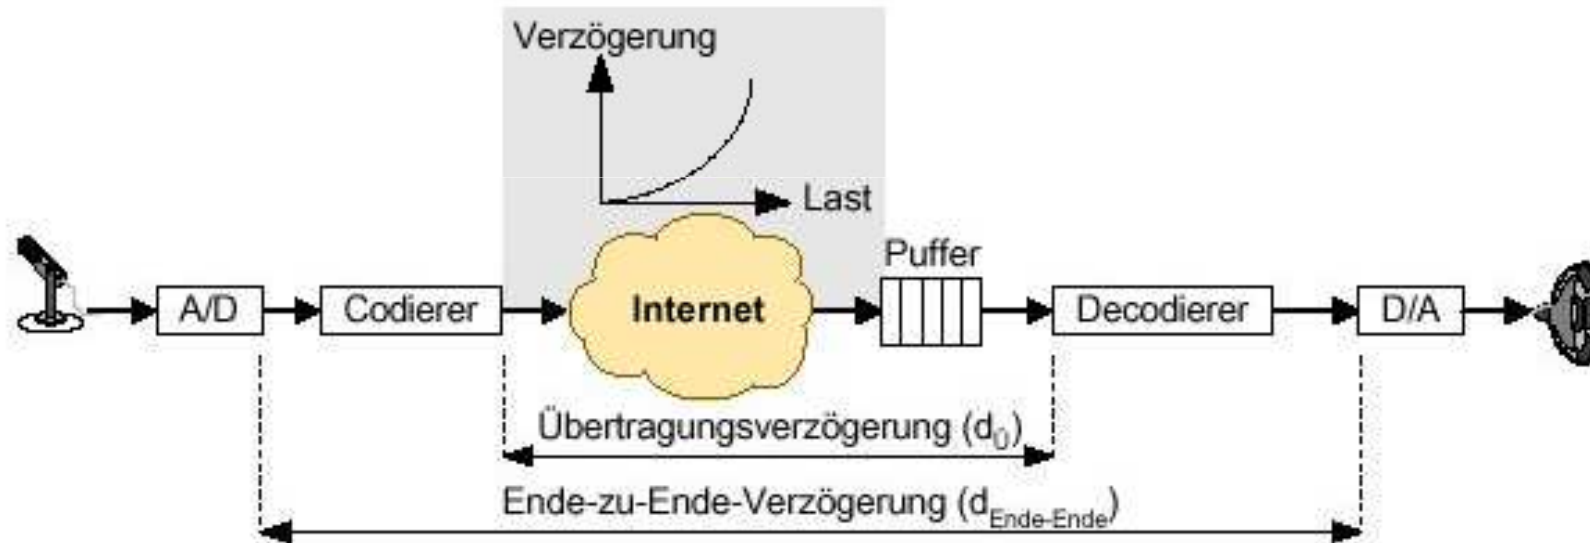 Verzögerung
Last
Puffer
A/D
Codierer
Internet
Decodierer
D/A
Übertragungsverzögerung (d0)
Ende-zu-Ende-Verzögerung (dEnde-Ende)